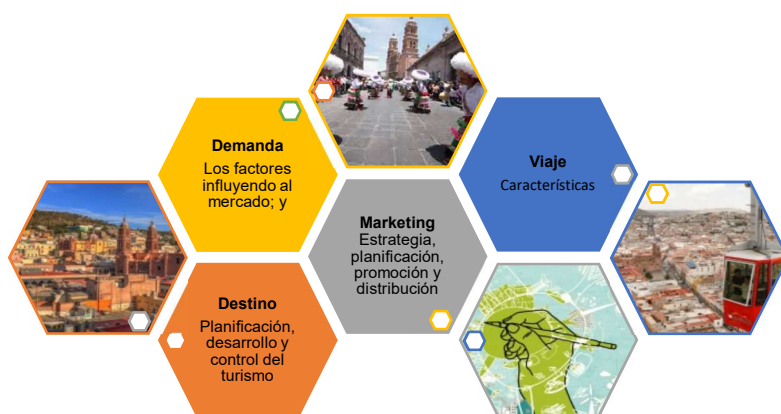 Demanda
Los factores
influyendo al
mercado; y
Viaje
Características
Marketing
Estrategia,
planificación,
promoción y
distribución
Destino
Planificación,
desarrollo y
control del
turismo